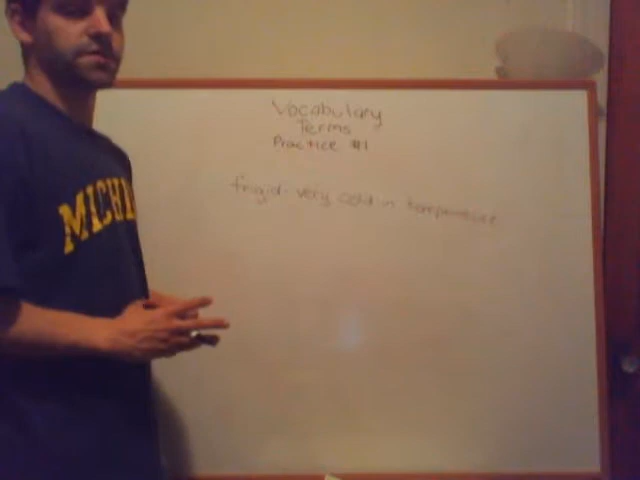 MICHI
Vocabulary
Terms
Practice #1
frigid - very cold in temperature